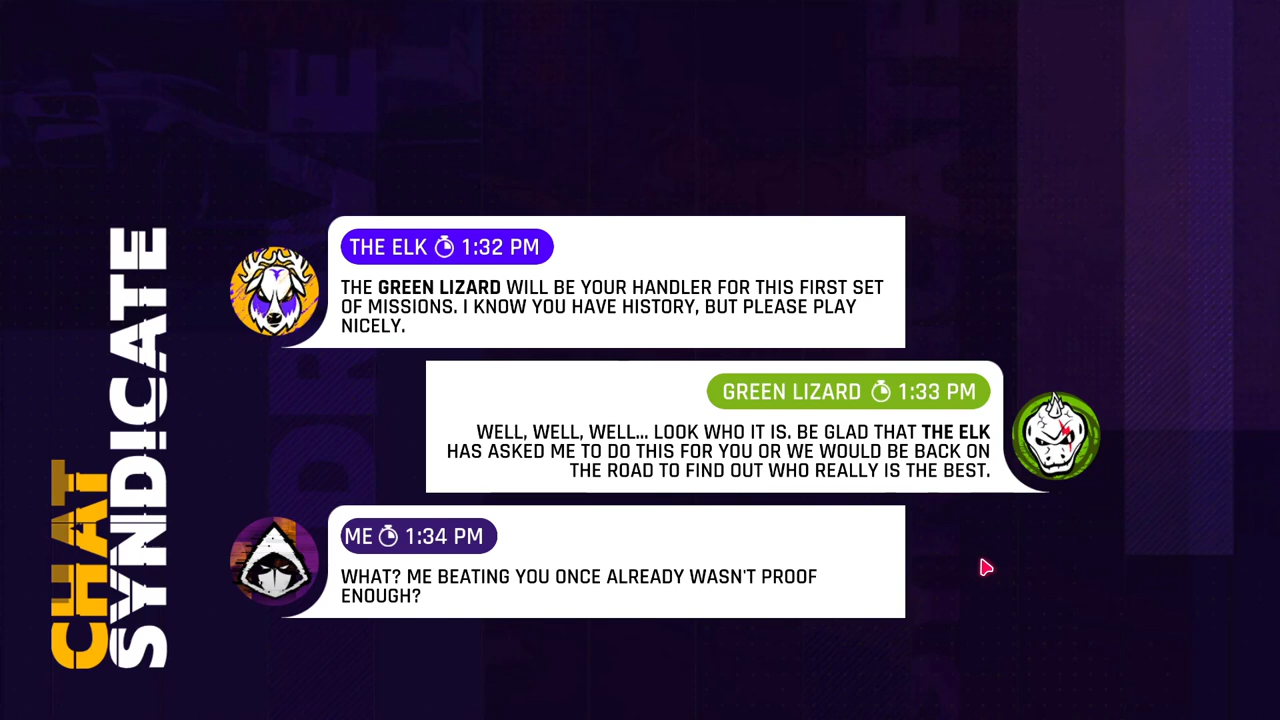 CHAT
SYNDICATE
THE ELK 1:32 PM
THE GREEN LIZARD WILL BE YOUR HANDLER FOR THIS FIRST SET
OF MISSIONS. I KNOW YOU HAVE HISTORY, BUT PLEASE PLAY
NICELY.
GREEN LIZARD 1:33 PM
WELL, WELL, WELL... LOOK WHO IT IS. BE GLAD THAT THE ELK
HAS ASKED ME TO DO THIS FOR YOU OR WE WOULD BE BACK ON
THE ROAD TO FIND OUT WHO REALLY IS THE BEST.
ME 1:34 PM
WHAT? ME BEATING YOU ONCE ALREADY WASN'T PROOF
ENOUGH?